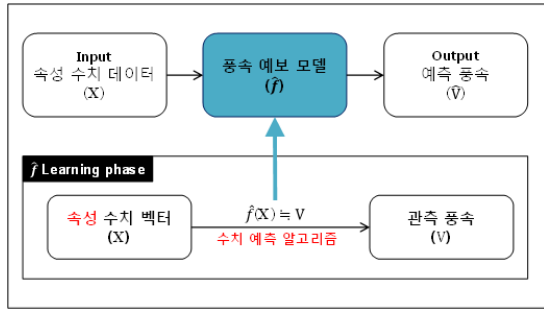 Input
속성 수치 데이터
(X)
풍속 예보 모델
(f̂)
Output
예측 풍속
(V̂)
f̂ Learning phase
속성 수치 벡터
(X)
f̂(X) ≒ V
수치 예측 알고리즘
관측 풍속
(V)